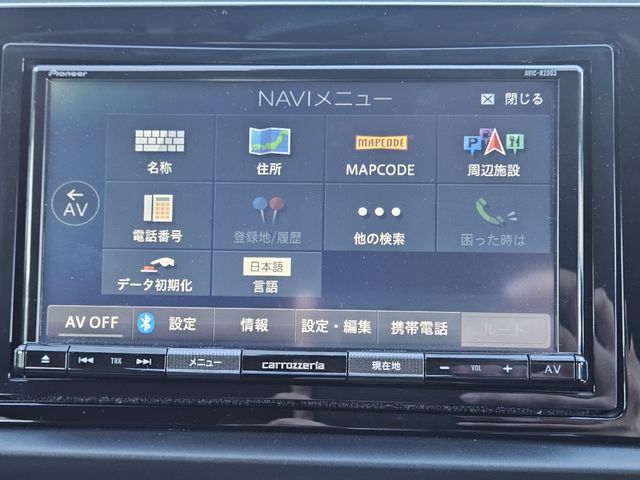 Pioneer
AVIC-RZ003
NAVIメニュー
閉じる
名称
住所
MAPCODE
MAPCODE
P
周辺施設
AV
電話番号
登録地/履歴
他の検索
困った時は
データ初期化
日本語
言語
AV OFF
設定
情報
設定・編集
携帯電話
ルート
TRK
メニュー
carrozzeria
現在地
− VOL +
AV